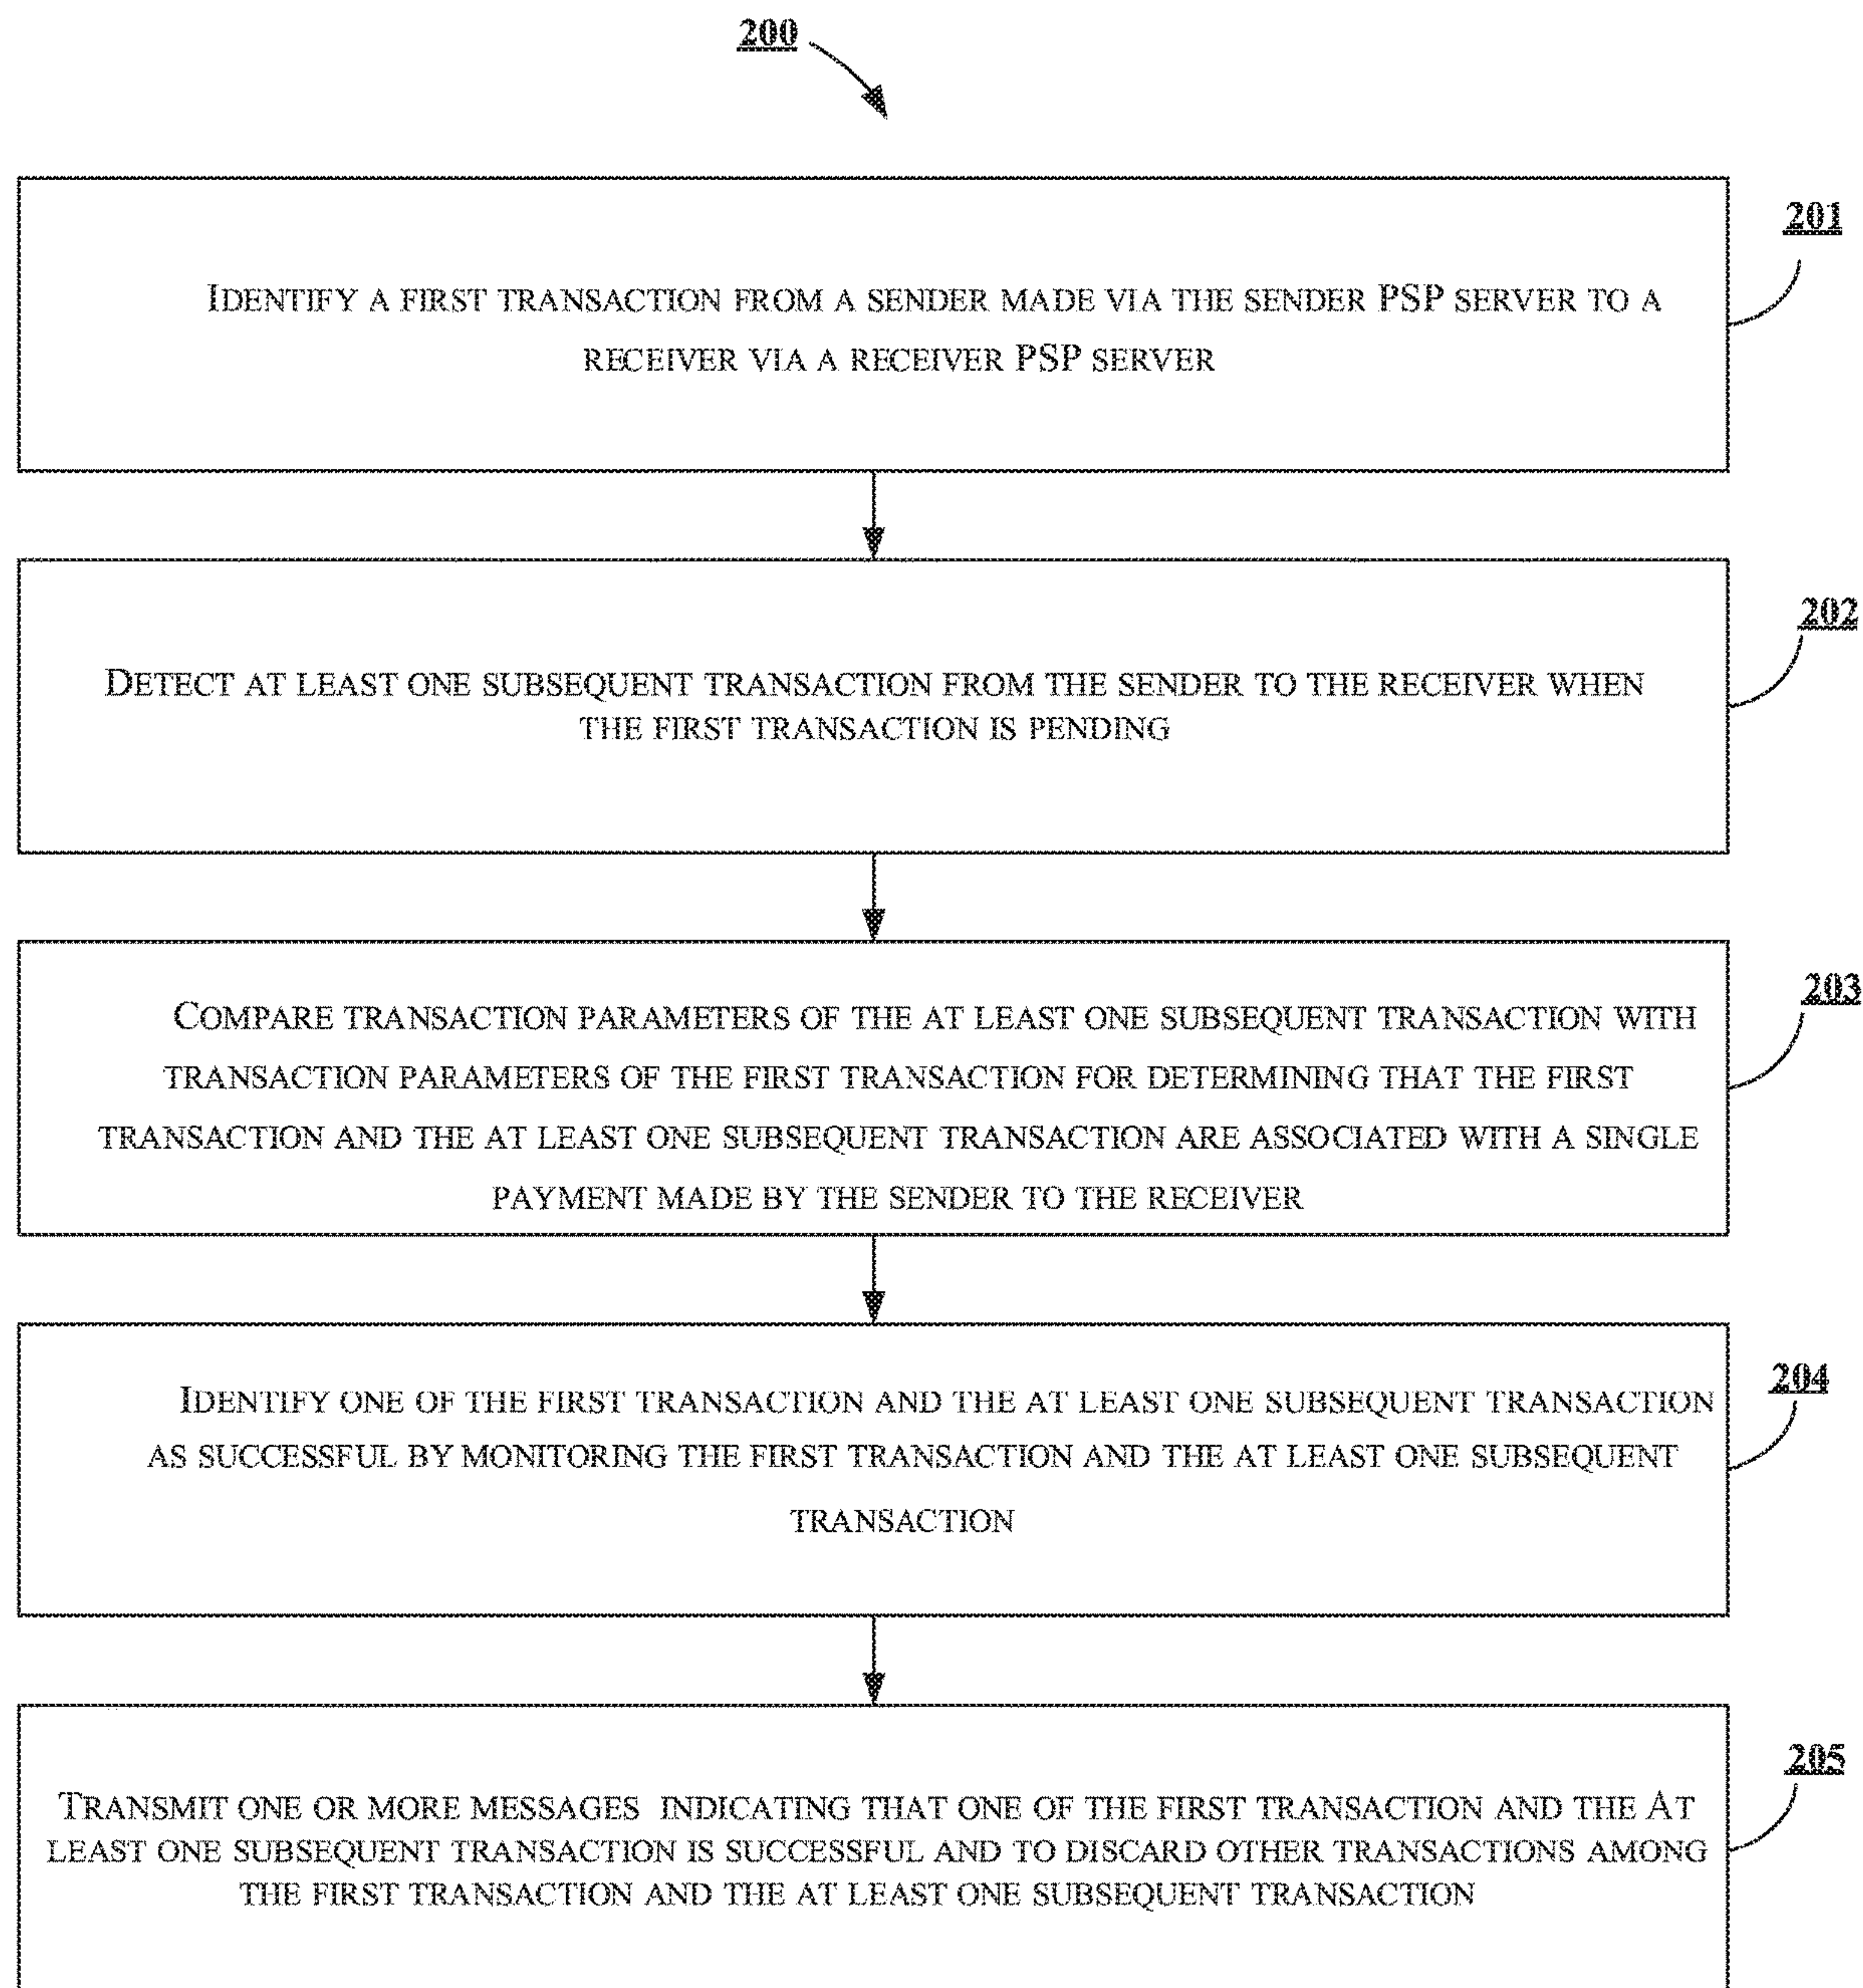 200
201
IDENTIFY A FIRST TRANSACTION FROM A SENDER MADE VIA THE SENDER PSP SERVER TO A
RECEIVER VIA A RECEIVER PSP SERVER
202
DETECT AT LEAST ONE SUBSEQUENT TRANSACTION FROM THE SENDER TO THE RECEIVER WHEN
THE FIRST TRANSACTION IS PENDING
203
COMPARE TRANSACTION PARAMETERS OF THE AT LEAST ONE SUBSEQUENT TRANSACTION WITH
TRANSACTION PARAMETERS OF THE FIRST TRANSACTION FOR DETERMINING THAT THE FIRST
TRANSACTION AND THE AT LEAST ONE SUBSEQUENT TRANSACTION ARE ASSOCIATED WITH A SINGLE
PAYMENT MADE BY THE SENDER TO THE RECEIVER
204
IDENTIFY ONE OF THE FIRST TRANSACTION AND THE AT LEAST ONE SUBSEQUENT TRANSACTION
AS SUCCESSFUL BY MONITORING THE FIRST TRANSACTION AND THE AT LEAST ONE SUBSEQUENT
TRANSACTION
205
TRANSMIT ONE OR MORE MESSAGES INDICATING THAT ONE OF THE FIRST TRANSACTION AND THE AT
LEAST ONE SUBSEQUENT TRANSACTION IS SUCCESSFUL AND TO DISCARD OTHER TRANSACTIONS AMONG
THE FIRST TRANSACTION AND THE AT LEAST ONE SUBSEQUENT TRANSACTION